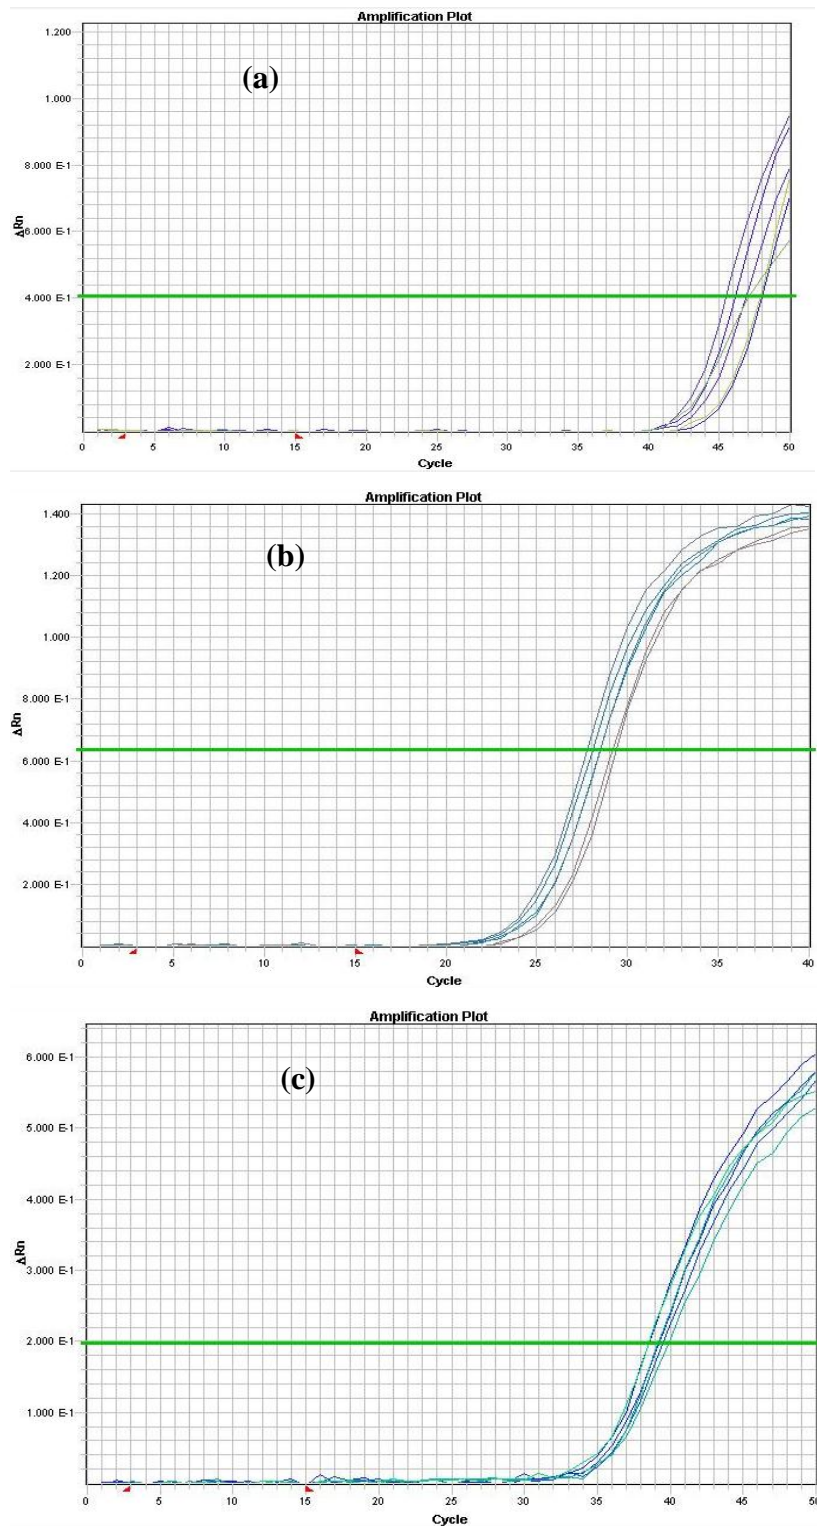 Amplification Plot
1.200
(a)
1.000
8.000 E-1
ΔRn
6.000 E-1
4.000 E-1
2.000 E-1
0 5 10 15 20 25 30 35 40 45 50
Cycle
Amplification Plot
1.400
(b)
1.200
1.000
8.000 E-1
ΔRn
6.000 E-1
4.000 E-1
2.000 E-1
0 5 10 15 20 25 30 35 40
Cycle
Amplification Plot
6.000 E-1
(c)
5.000 E-1
4.000 E-1
ΔRn
3.000 E-1
2.000 E-1
1.000 E-1
0 5 10 15 20 25 30 35 40 45 50
Cycle